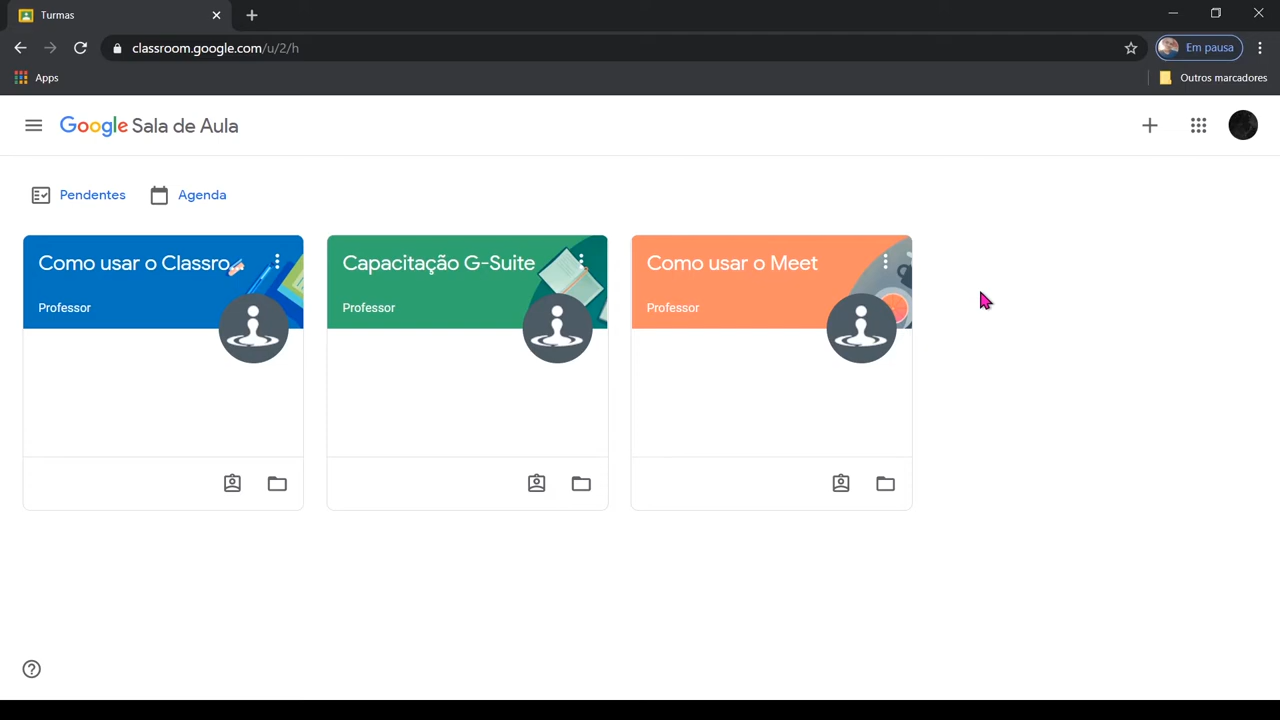 Turmas
classroom.google.com/u/2/h
Em pausa
Apps
Outros marcadores
Google Sala de Aula
Pendentes
Agenda
Como usar o Classro...
Professor
Capacitação G-Suite
Professor
Como usar o Meet
Professor